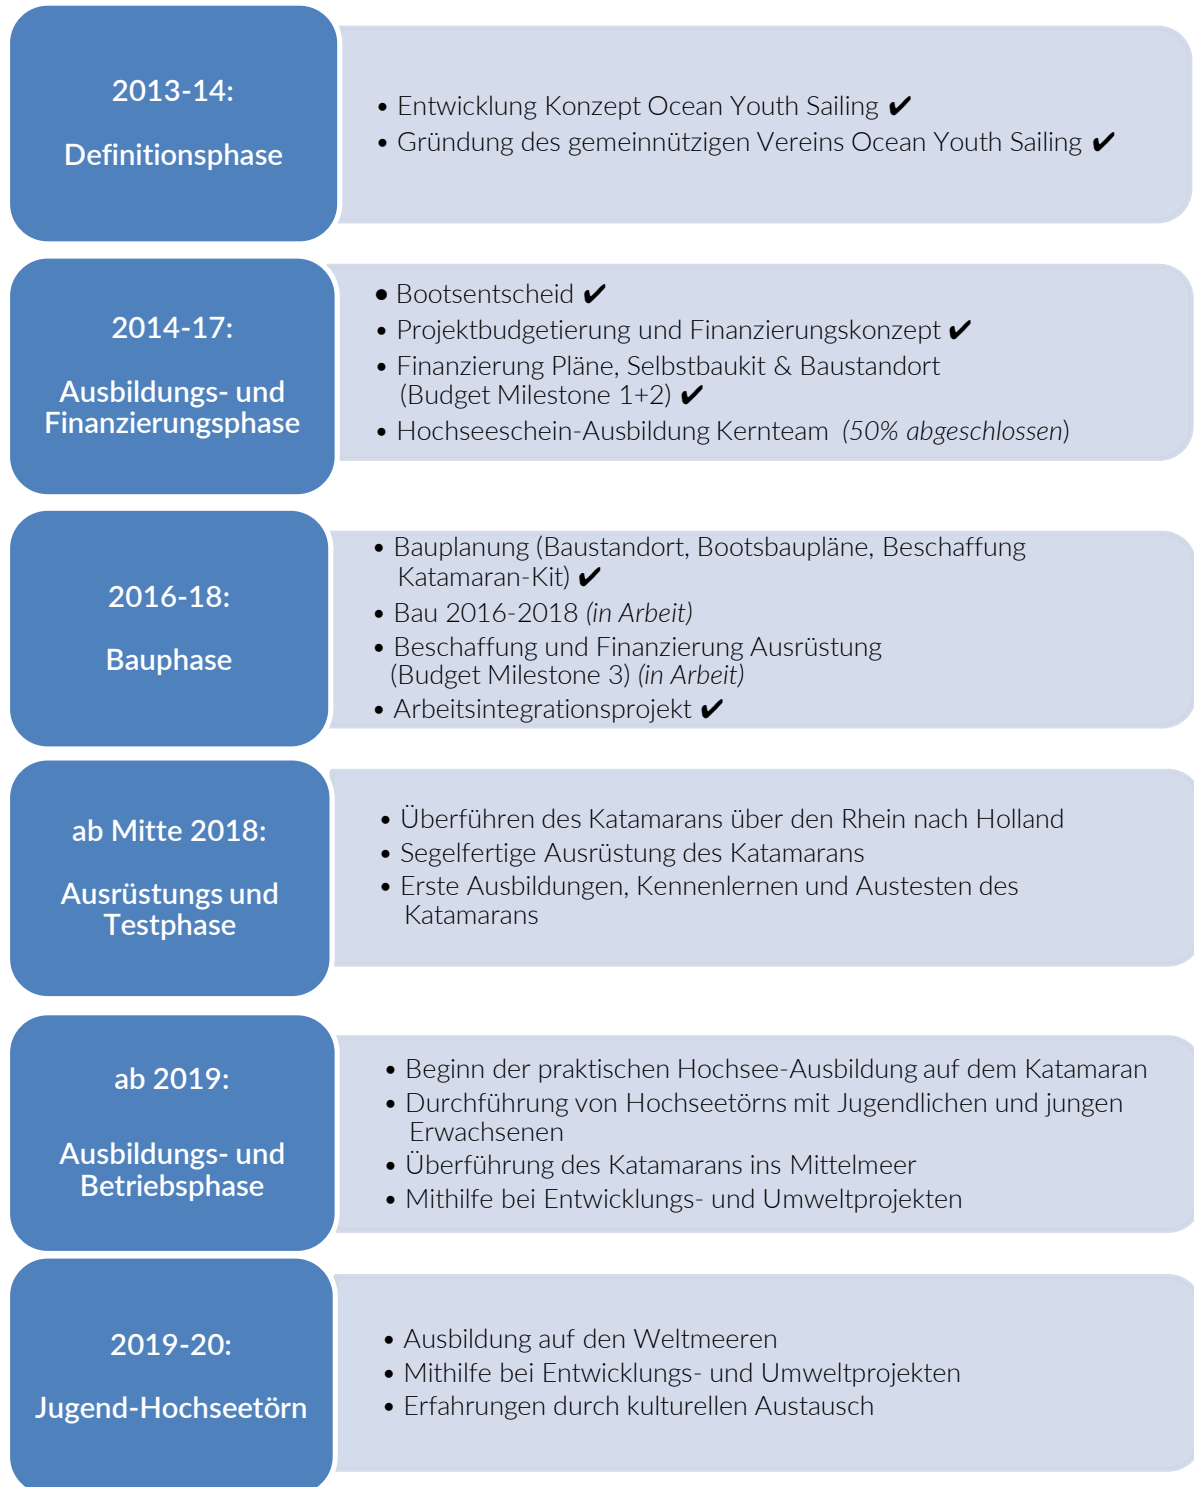 2013-14:
Definitionsphase
• Entwicklung Konzept Ocean Youth Sailing ✔
• Gründung des gemeinnützigen Vereins Ocean Youth Sailing ✔
2014-17:
Ausbildungs- und
Finanzierungsphase
• Bootsentscheid ✔
• Projektbudgetierung und Finanzierungskonzept ✔
• Finanzierung Pläne, Selbstbaukit & Baustandort
(Budget Milestone 1+2) ✔
• Hochseeschein-Ausbildung Kernteam (50% abgeschlossen)
2016-18:
Bauphase
• Bauplanung (Baustandort, Bootsbaupläne, Beschaffung
Katamaran-Kit) ✔
• Bau 2016-2018 (in Arbeit)
• Beschaffung und Finanzierung Ausrüstung
(Budget Milestone 3) (in Arbeit)
• Arbeitsintegrationsprojekt ✔
ab Mitte 2018:
Ausrüstungs und
Testphase
• Überführen des Katamarans über den Rhein nach Holland
• Segelfertige Ausrüstung des Katamarans
• Erste Ausbildungen, Kennenlernen und Austesten des
Katamarans
ab 2019:
Ausbildungs- und
Betriebsphase
• Beginn der praktischen Hochsee-Ausbildung auf dem Katamaran
• Durchführung von Hochseetörns mit Jugendlichen und jungen
Erwachsenen
• Überführung des Katamarans ins Mittelmeer
• Mithilfe bei Entwicklungs- und Umweltprojekten
2019-20:
Jugend-Hochseetörn
• Ausbildung auf den Weltmeeren
• Mithilfe bei Entwicklungs- und Umweltprojekten
• Erfahrungen durch kulturellen Austausch